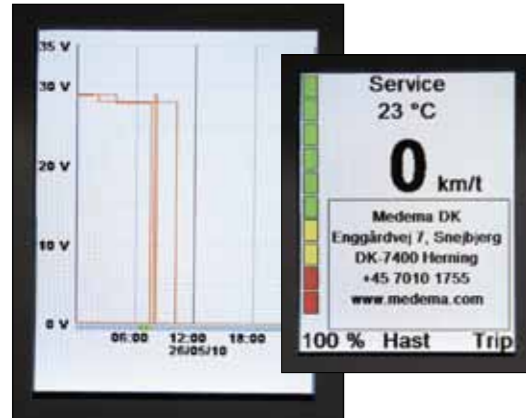 35 V
30 V
20 V
10 V
0 V
06:00 12:00 18:00
26/05/10
Service
23 °C
0 km/t
Medema DK
Enggårdvej 7, Snejbjerg
DK-7400 Herning
+45 7010 1755
www.medema.com
100 % Hast Trip